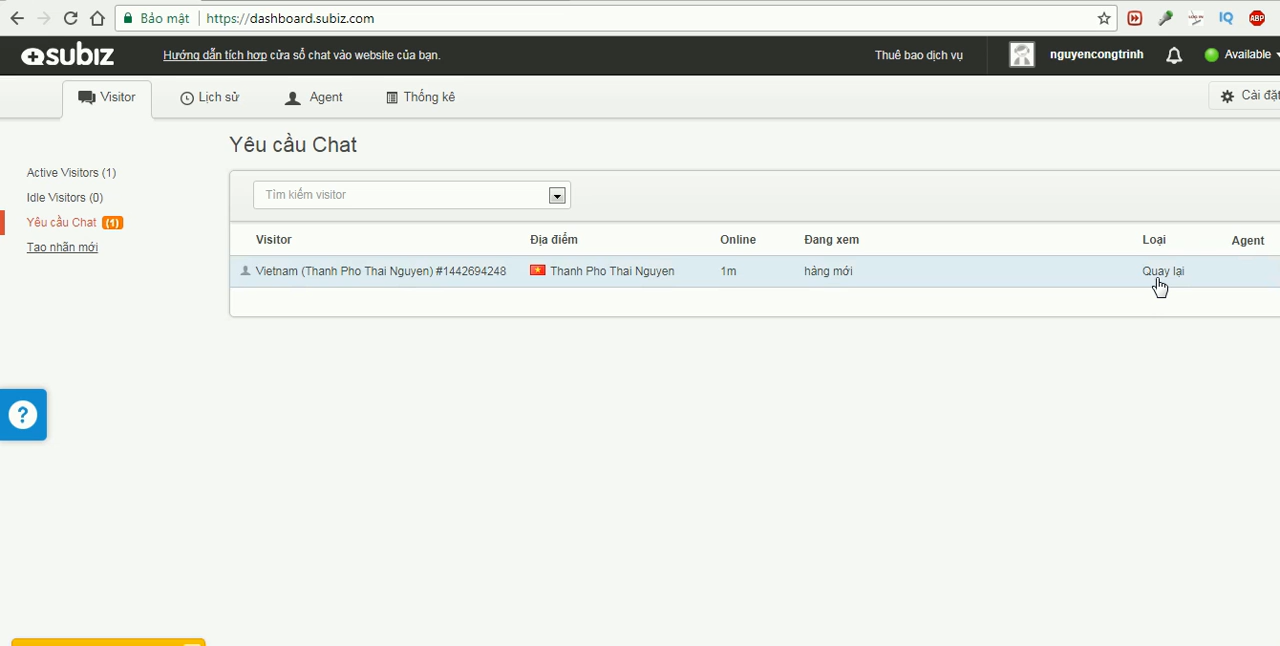 Bảo mật https://dashboard.subiz.com
IQ ABP
subiz Hướng dẫn tích hợp cửa sổ chat vào website của bạn. Thuê bao dịch vụ nguyencongtrinh Available
Visitor Lịch sử Agent Thống kê Cài đặt
Yêu cầu Chat
Active Visitors (1)
Idle Visitors (0)
Yêu cầu Chat (1)
Tạo nhãn mới
Tìm kiếm visitor
Visitor Địa điểm Online Đang xem Loại Agent
Vietnam (Thanh Pho Thai Nguyen) #1442694248 Thanh Pho Thai Nguyen 1m hàng mới Quay lại
?